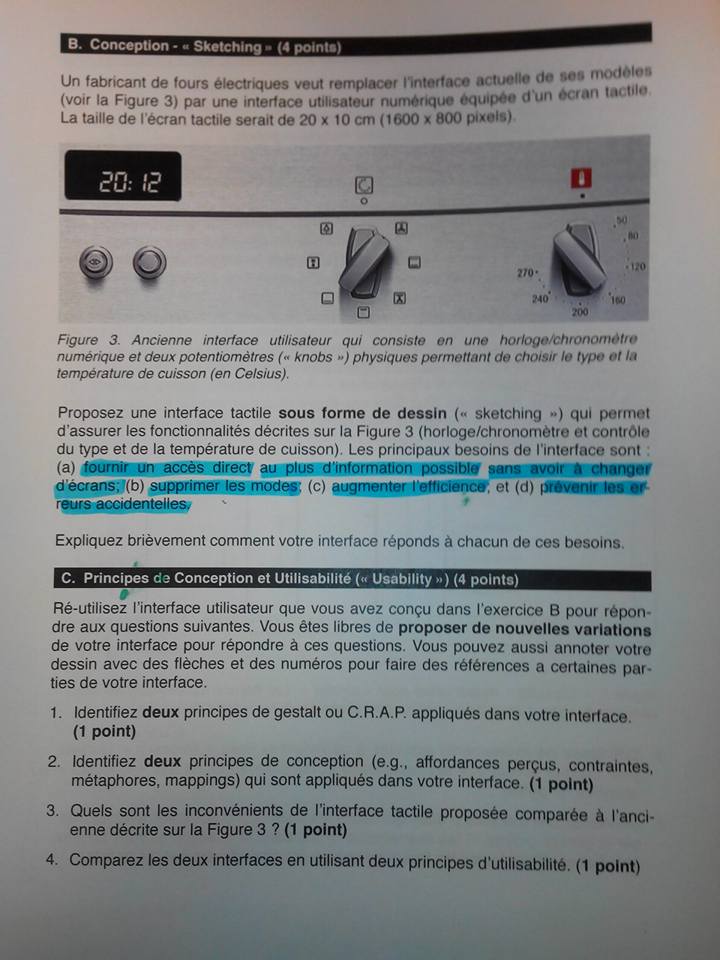 B. Conception - « Sketching » (4 points)
Un fabricant de fours électriques veut remplacer l'interface actuelle de ses modèles
(voir la Figure 3) par une interface utilisateur numérique équipée d'un écran tactile.
La taille de l'écran tactile serait de 20 x 10 cm (1600 x 800 pixels).
20:12
50
80
120
160
200
240
270
Figure 3. Ancienne interface utilisateur qui consiste en une horloge/chronomètre
numérique et deux potentiomètres (« knobs ») physiques permettant de choisir le type et la
température de cuisson (en Celsius).
Proposez une interface tactile sous forme de dessin (« sketching ») qui permet
d'assurer les fonctionnalités décrites sur la Figure 3 (horloge/chronomètre et contrôle
du type et de la température de cuisson). Les principaux besoins de l'interface sont :
(a) fournir un accès direct au plus d'information possible sans avoir à changer
d'écrans; (b) supprimer les modes; (c) augmenter l'efficience; et (d) prévenir les er-
reurs accidentelles.
Expliquez brièvement comment votre interface réponds à chacun de ces besoins.
C. Principes de Conception et Utilisabilité (« Usability ») (4 points)
Ré-utilisez l'interface utilisateur que vous avez conçu dans l'exercice B pour répon-
dre aux questions suivantes. Vous êtes libres de proposer de nouvelles variations
de votre interface pour répondre à ces questions. Vous pouvez aussi annoter votre
dessin avec des flèches et des numéros pour faire des références a certaines par-
ties de votre interface.
1. Identifiez deux principes de gestalt ou C.R.A.P. appliqués dans votre interface.
(1 point)
2. Identifiez deux principes de conception (e.g., affordances perçus, contraintes,
métaphores, mappings) qui sont appliqués dans votre interface. (1 point)
3. Quels sont les inconvénients de l'interface tactile proposée comparée à l'anci-
enne décrite sur la Figure 3 ? (1 point)
4. Comparez les deux interfaces en utilisant deux principes d'utilisabilité. (1 point)